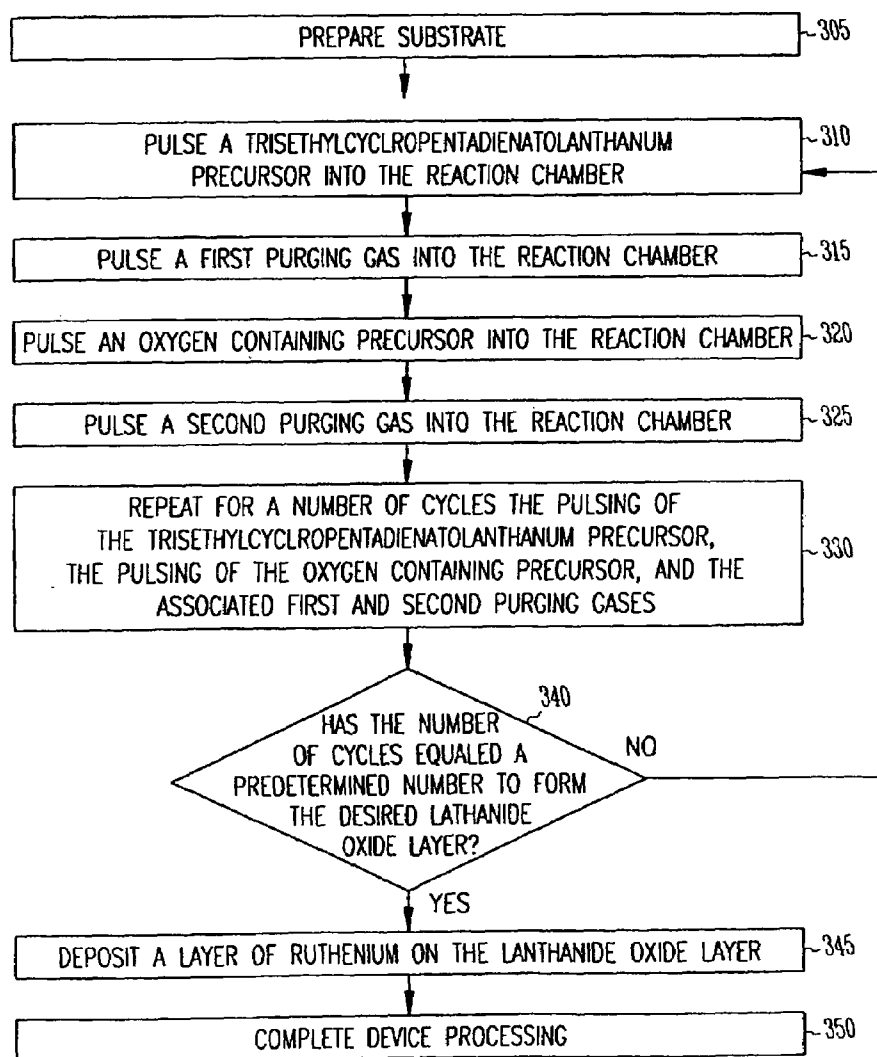 PREPARE SUBSTRATE
305
PULSE A TRISETHYLCYCLROPENTADIENATOLANTHANUM
PRECURSOR INTO THE REACTION CHAMBER
310
PULSE A FIRST PURGING GAS INTO THE REACTION CHAMBER
315
PULSE AN OXYGEN CONTAINING PRECURSOR INTO THE REACTION CHAMBER
320
PULSE A SECOND PURGING GAS INTO THE REACTION CHAMBER
325
REPEAT FOR A NUMBER OF CYCLES THE PULSING OF
THE TRISETHYLCYCLROPENTADIENATOLANTHANUM PRECURSOR,
THE PULSING OF THE OXYGEN CONTAINING PRECURSOR, AND THE
ASSOCIATED FIRST AND SECOND PURGING GASES
330
340
HAS THE NUMBER
OF CYCLES EQUALED A
PREDETERMINED NUMBER TO FORM
THE DESIRED LATHANIDE
OXIDE LAYER?
NO
YES
DEPOSIT A LAYER OF RUTHENIUM ON THE LANTHANIDE OXIDE LAYER
345
COMPLETE DEVICE PROCESSING
350